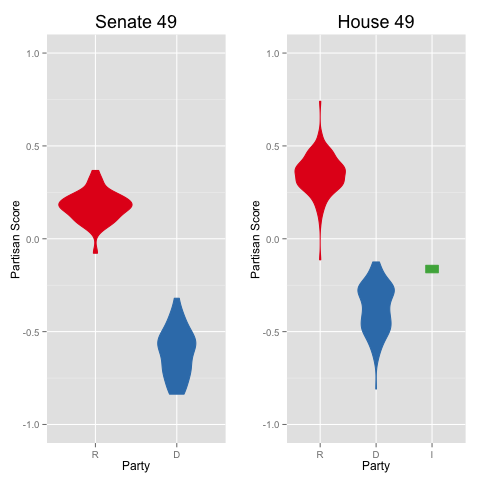 Senate 49
1.0
0.5
0.0
-0.5
-1.0
Partisan Score
R D
Party
House 49
1.0
0.5
0.0
-0.5
-1.0
Partisan Score
R D I
Party